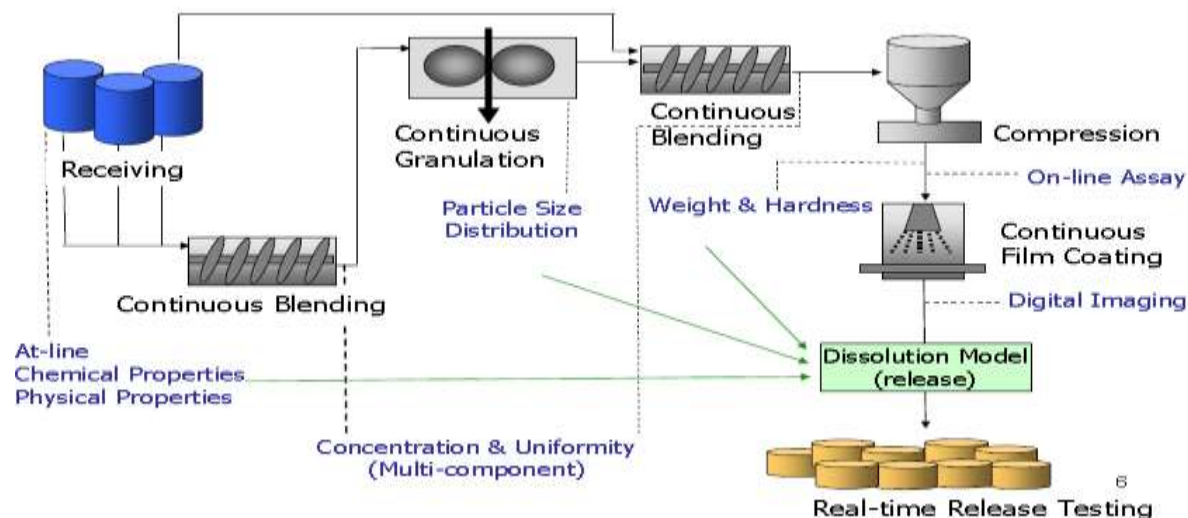 Receiving
Continuous
Granulation
Continuous
Blending
Compression
On-line Assay
Particle Size
Distribution
Weight & Hardness
Continuous
Film Coating
Continuous Blending
Digital Imaging
At-line
Chemical Properties
Physical Properties
Dissolution Model
(release)
Concentration & Uniformity
(Multi-component)
6
Real-time Release Testing